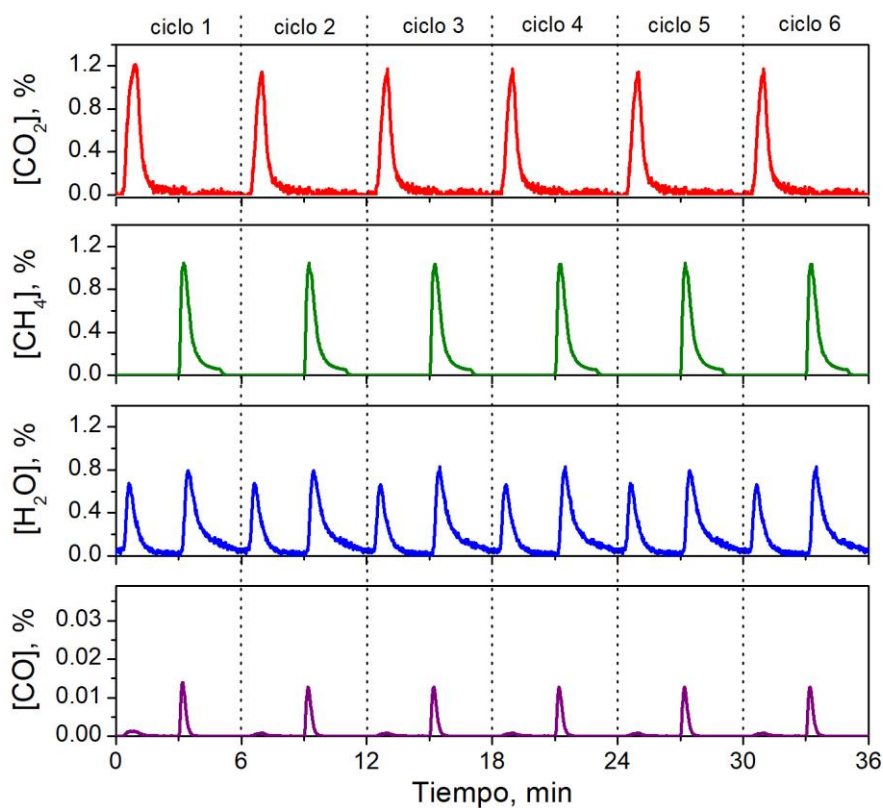 ciclo 1 ciclo 2 ciclo 3 ciclo 4 ciclo 5 ciclo 6
[CO₂], %
1.2
0.8
0.4
0.0
[CH₄], %
1.2
0.8
0.4
0.0
[H₂O], %
1.2
0.8
0.4
0.0
[CO], %
0.03
0.02
0.01
0.00
0 6 12 18 24 30 36
Tiempo, min